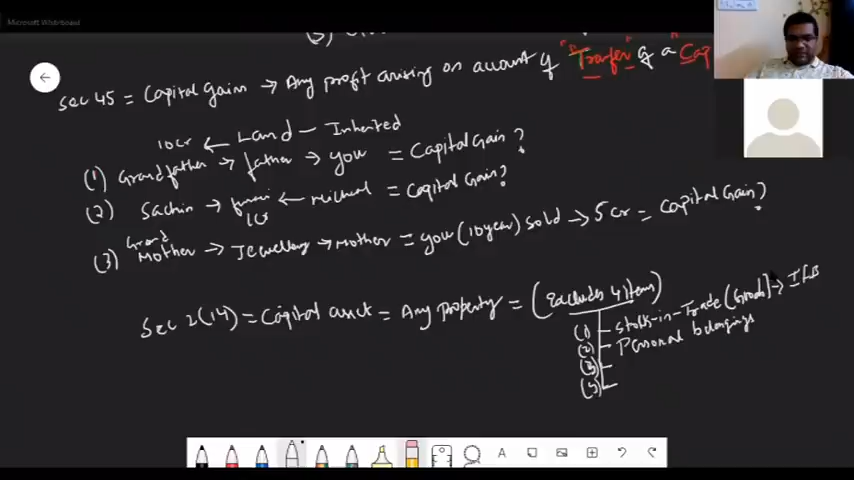 Microsoft Whiteboard
Sec 45 = Capital Gain → Any profit arising on account of "Transfer" of a "Cap
10cr ← Land - Inherited
(1) Grandfather → father → you = Capital Gain?
(2) Sachin → ← Michael = Capital Gain?
(3) Grand Mother → Jewellery → Mother = you (10year) sold → 5 cr = Capital Gain?
Sec 2(14) = Capital asset = Any property = (Excludes 4 items)
(1) - Stock-in-Trade (Goods) →
(2) - Personal belongings
(3)
(4)
A